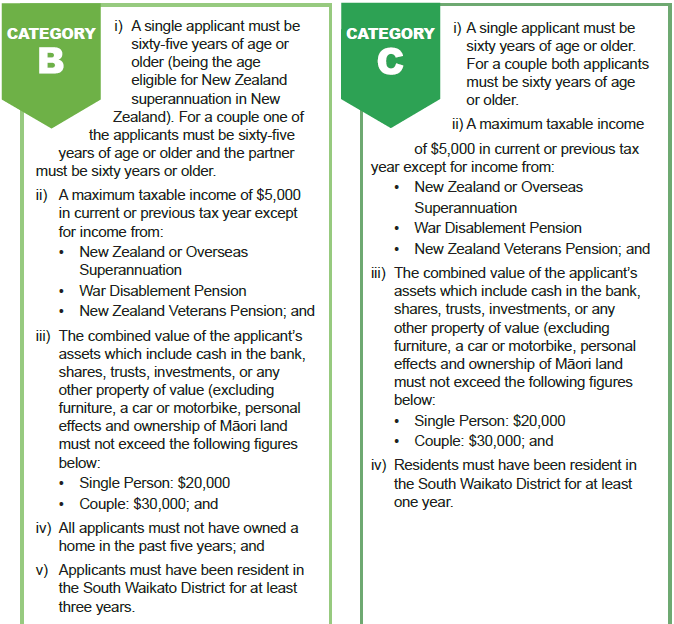 CATEGORY
B
i) A single applicant must be
sixty-five years of age or
older (being the age
eligible for New Zealand
superannuation in New
Zealand). For a couple one of
the applicants must be sixty-five
years of age or older and the partner
must be sixty years or older.
ii) A maximum taxable income of $5,000
in current or previous tax year except
for income from:
• New Zealand or Overseas
Superannuation
• War Disablement Pension
• New Zealand Veterans Pension; and
iii) The combined value of the applicant's
assets which include cash in the bank,
shares, trusts, investments, or any
other property of value (excluding
furniture, a car or motorbike, personal
effects and ownership of Māori land
must not exceed the following figures
below:
• Single Person: $20,000
• Couple: $30,000; and
iv) All applicants must not have owned a
home in the past five years; and
v) Applicants must have been resident in
the South Waikato District for at least
three years.
CATEGORY
C
i) A single applicant must be
sixty years of age or older.
For a couple both applicants
must be sixty years of age
or older.
ii) A maximum taxable income
of $5,000 in current or previous tax
year except for income from:
• New Zealand or Overseas
Superannuation
• War Disablement Pension
• New Zealand Veterans Pension; and
iii) The combined value of the applicant's
assets which include cash in the bank,
shares, trusts, investments, or any
other property of value (excluding
furniture, a car or motorbike, personal
effects and ownership of Māori land
must not exceed the following figures
below:
• Single Person: $20,000
• Couple: $30,000; and
iv) Residents must have been resident in
the South Waikato District for at least
one year.